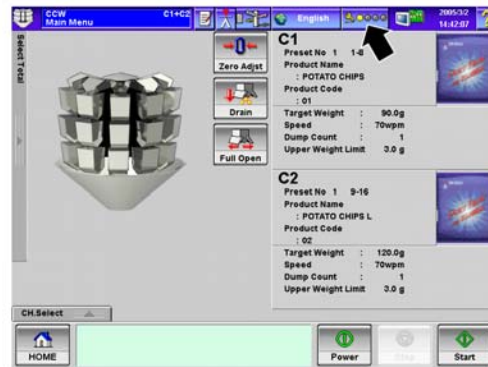 CCW
Main Menu
C1+C2
English
2005/3/2
14:42:07
Select Total
Zero Adjst
Drain
Full Open
C1
Preset No 1 1-8
Product Name
: POTATO CHIPS
Product Code
: 01
Target Weight : 90.0g
Speed : 70wpm
Dump Count : 1
Upper Weight Limit 3.0 g
C2
Preset No 1 9-16
Product Name
: POTATO CHIPS L
Product Code
: 02
Target Weight : 120.0g
Speed : 70wpm
Dump Count : 1
Upper Weight Limit 3.0 g
CH.Select
HOME
Power
Stop
Start